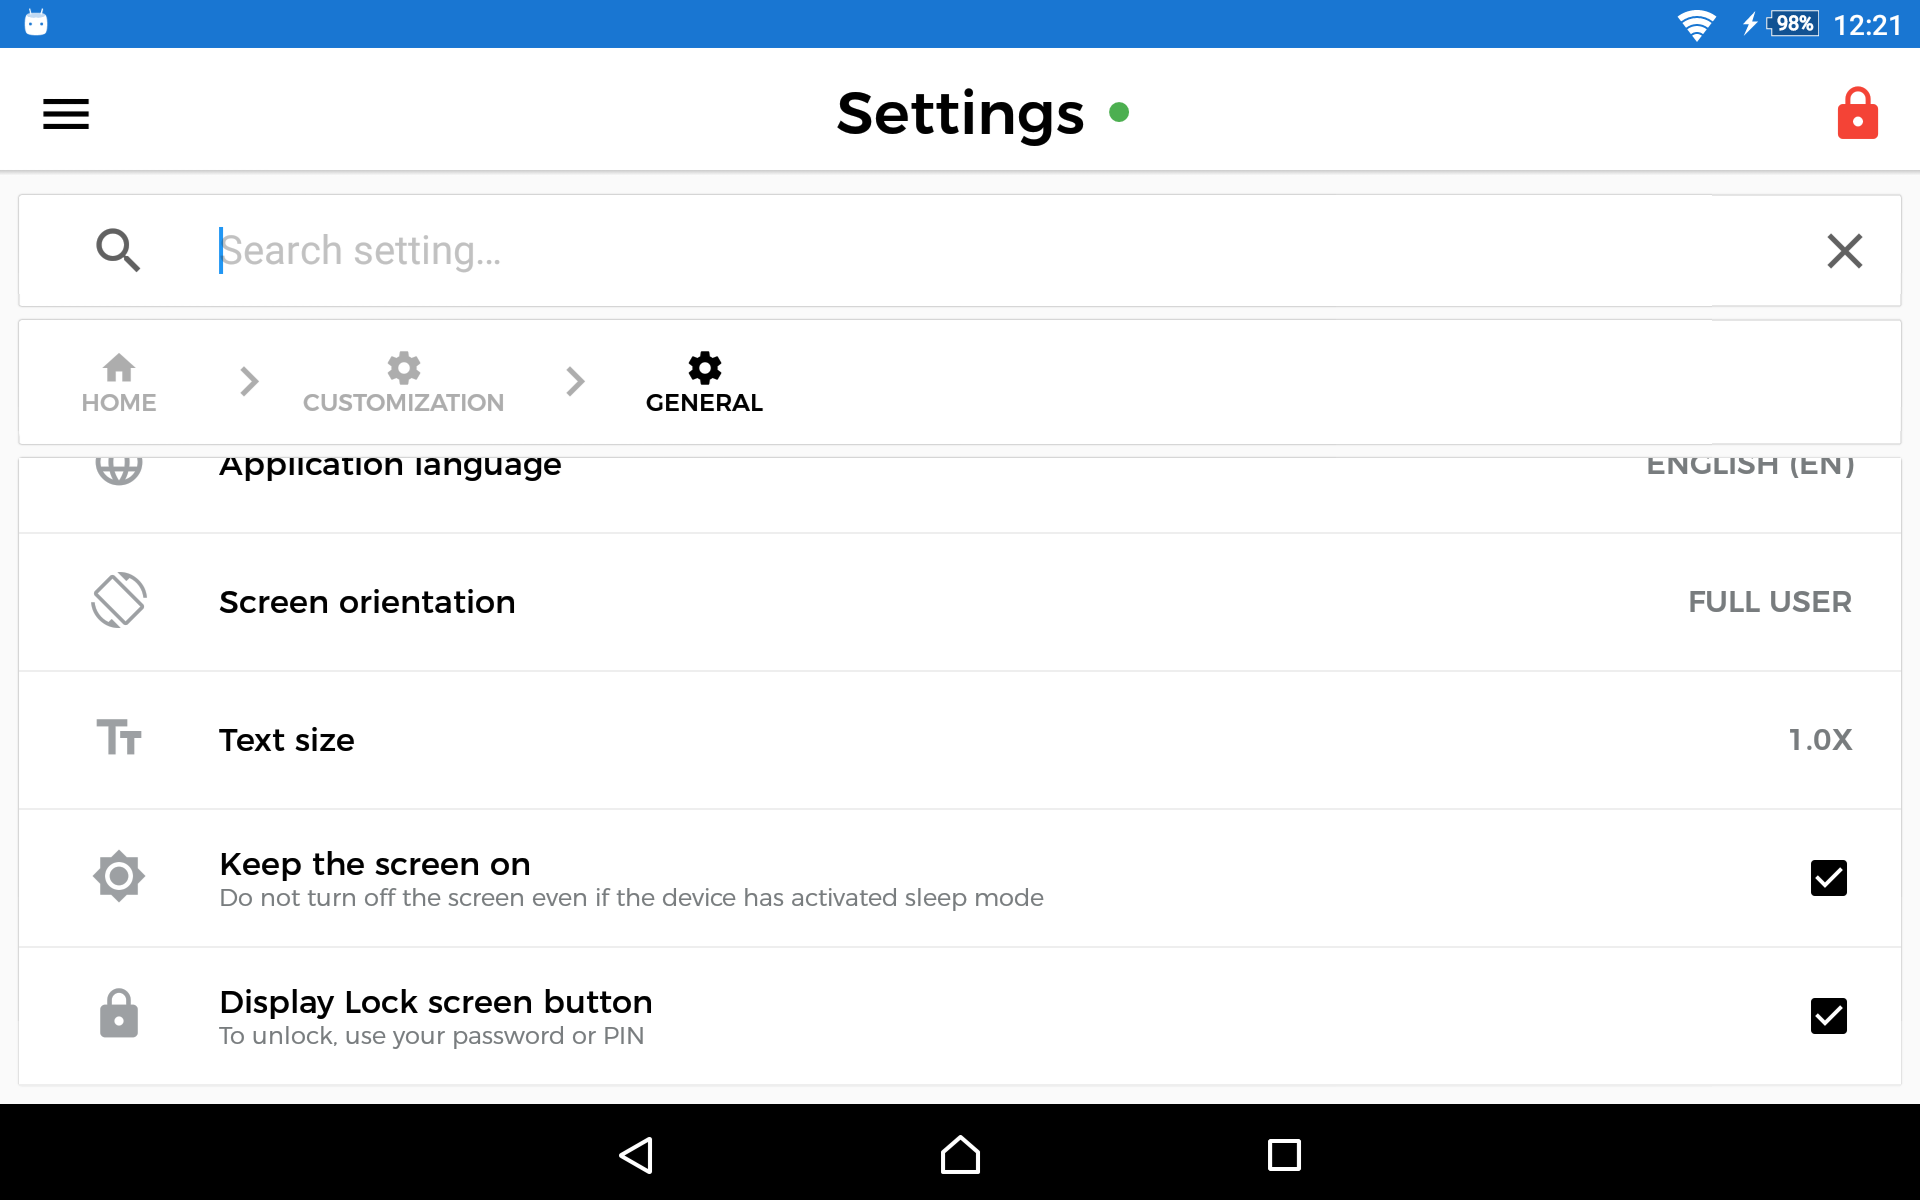 98% 12:21
Settings
Search setting...
HOME CUSTOMIZATION GENERAL
Application language ENGLISH (EN)
Screen orientation FULL USER
Text size 1.0X
Keep the screen on
Do not turn off the screen even if the device has activated sleep mode
Display Lock screen button
To unlock, use your password or PIN